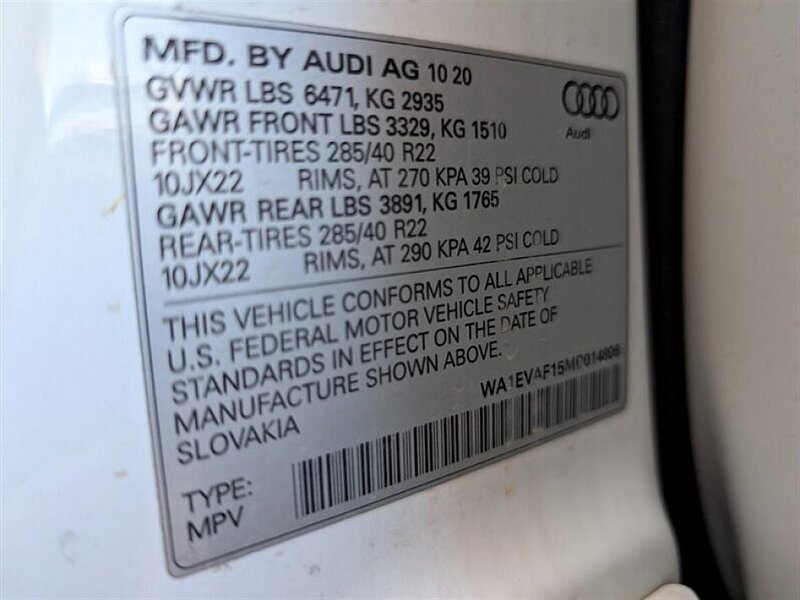 MFD. BY AUDI AG 10 20
GVWR LBS 6471, KG 2935
GAWR FRONT LBS 3329, KG 1510
FRONT-TIRES 285/40 R22
10JX22 RIMS, AT 270 KPA 39 PSI COLD
GAWR REAR LBS 3891, KG 1765
REAR-TIRES 285/40 R22
10JX22 RIMS, AT 290 KPA 42 PSI COLD
Audi
THIS VEHICLE CONFORMS TO ALL APPLICABLE
U.S. FEDERAL MOTOR VEHICLE SAFETY
STANDARDS IN EFFECT ON THE DATE OF
MANUFACTURE SHOWN ABOVE.
SLOVAKIA
WA1EVAF15MD014806
TYPE:
MPV